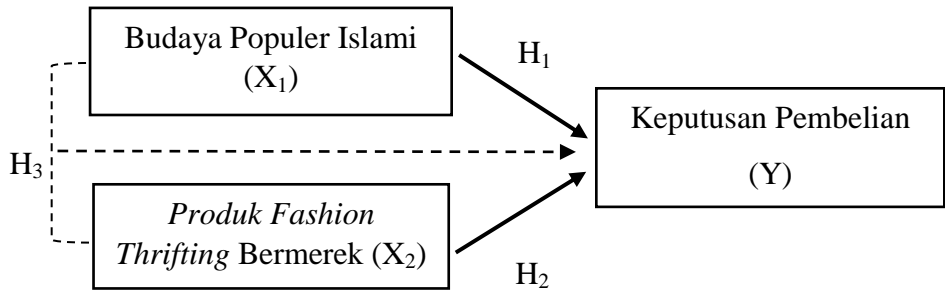 Budaya Populer Islami
(X₁)
H₁
Keputusan Pembelian
(Y)
H₃
Produk Fashion
Thrifting Bermerek (X₂)
H₂